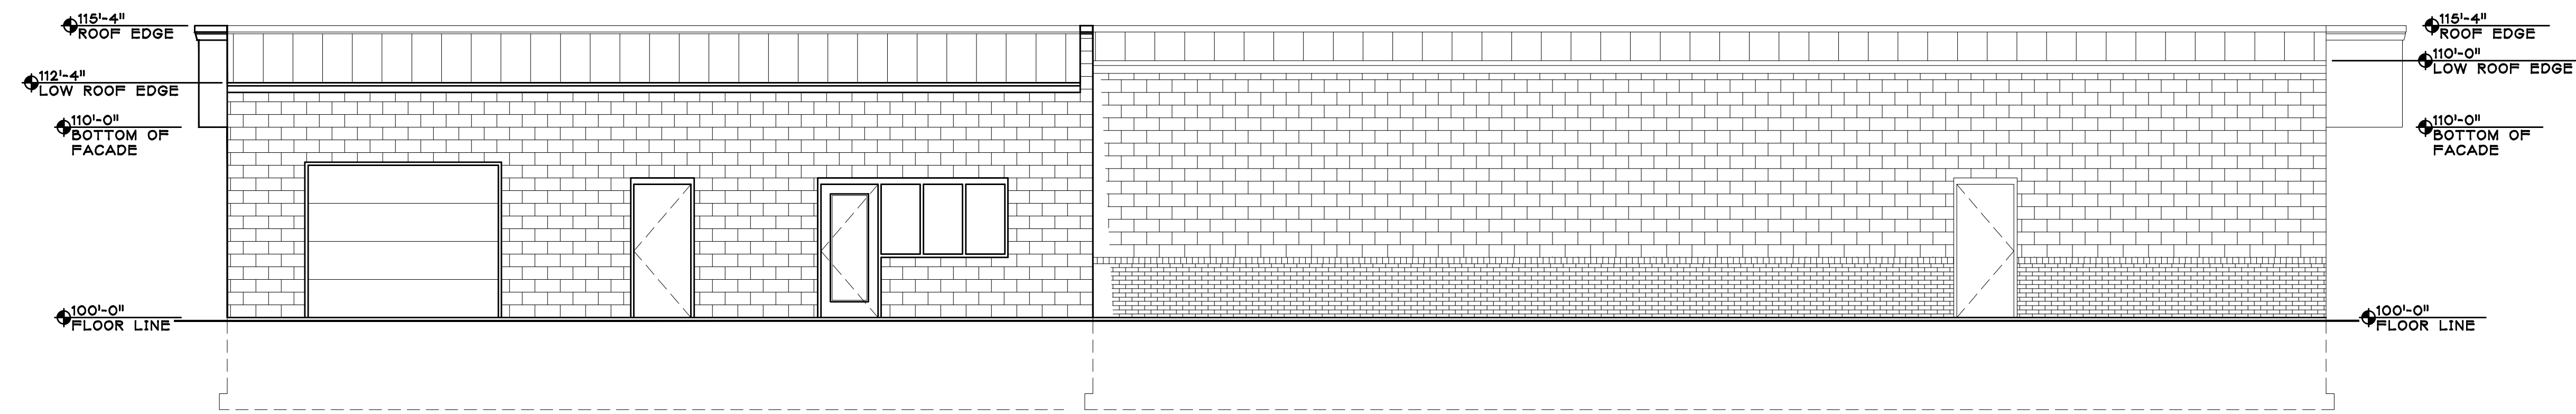 115'-4"
ROOF EDGE
112'-4"
LOW ROOF EDGE
110'-0"
BOTTOM OF
FACADE
100'-0"
FLOOR LINE
115'-4"
ROOF EDGE
110'-0"
LOW ROOF EDGE
110'-0"
BOTTOM OF
FACADE
100'-0"
FLOOR LINE